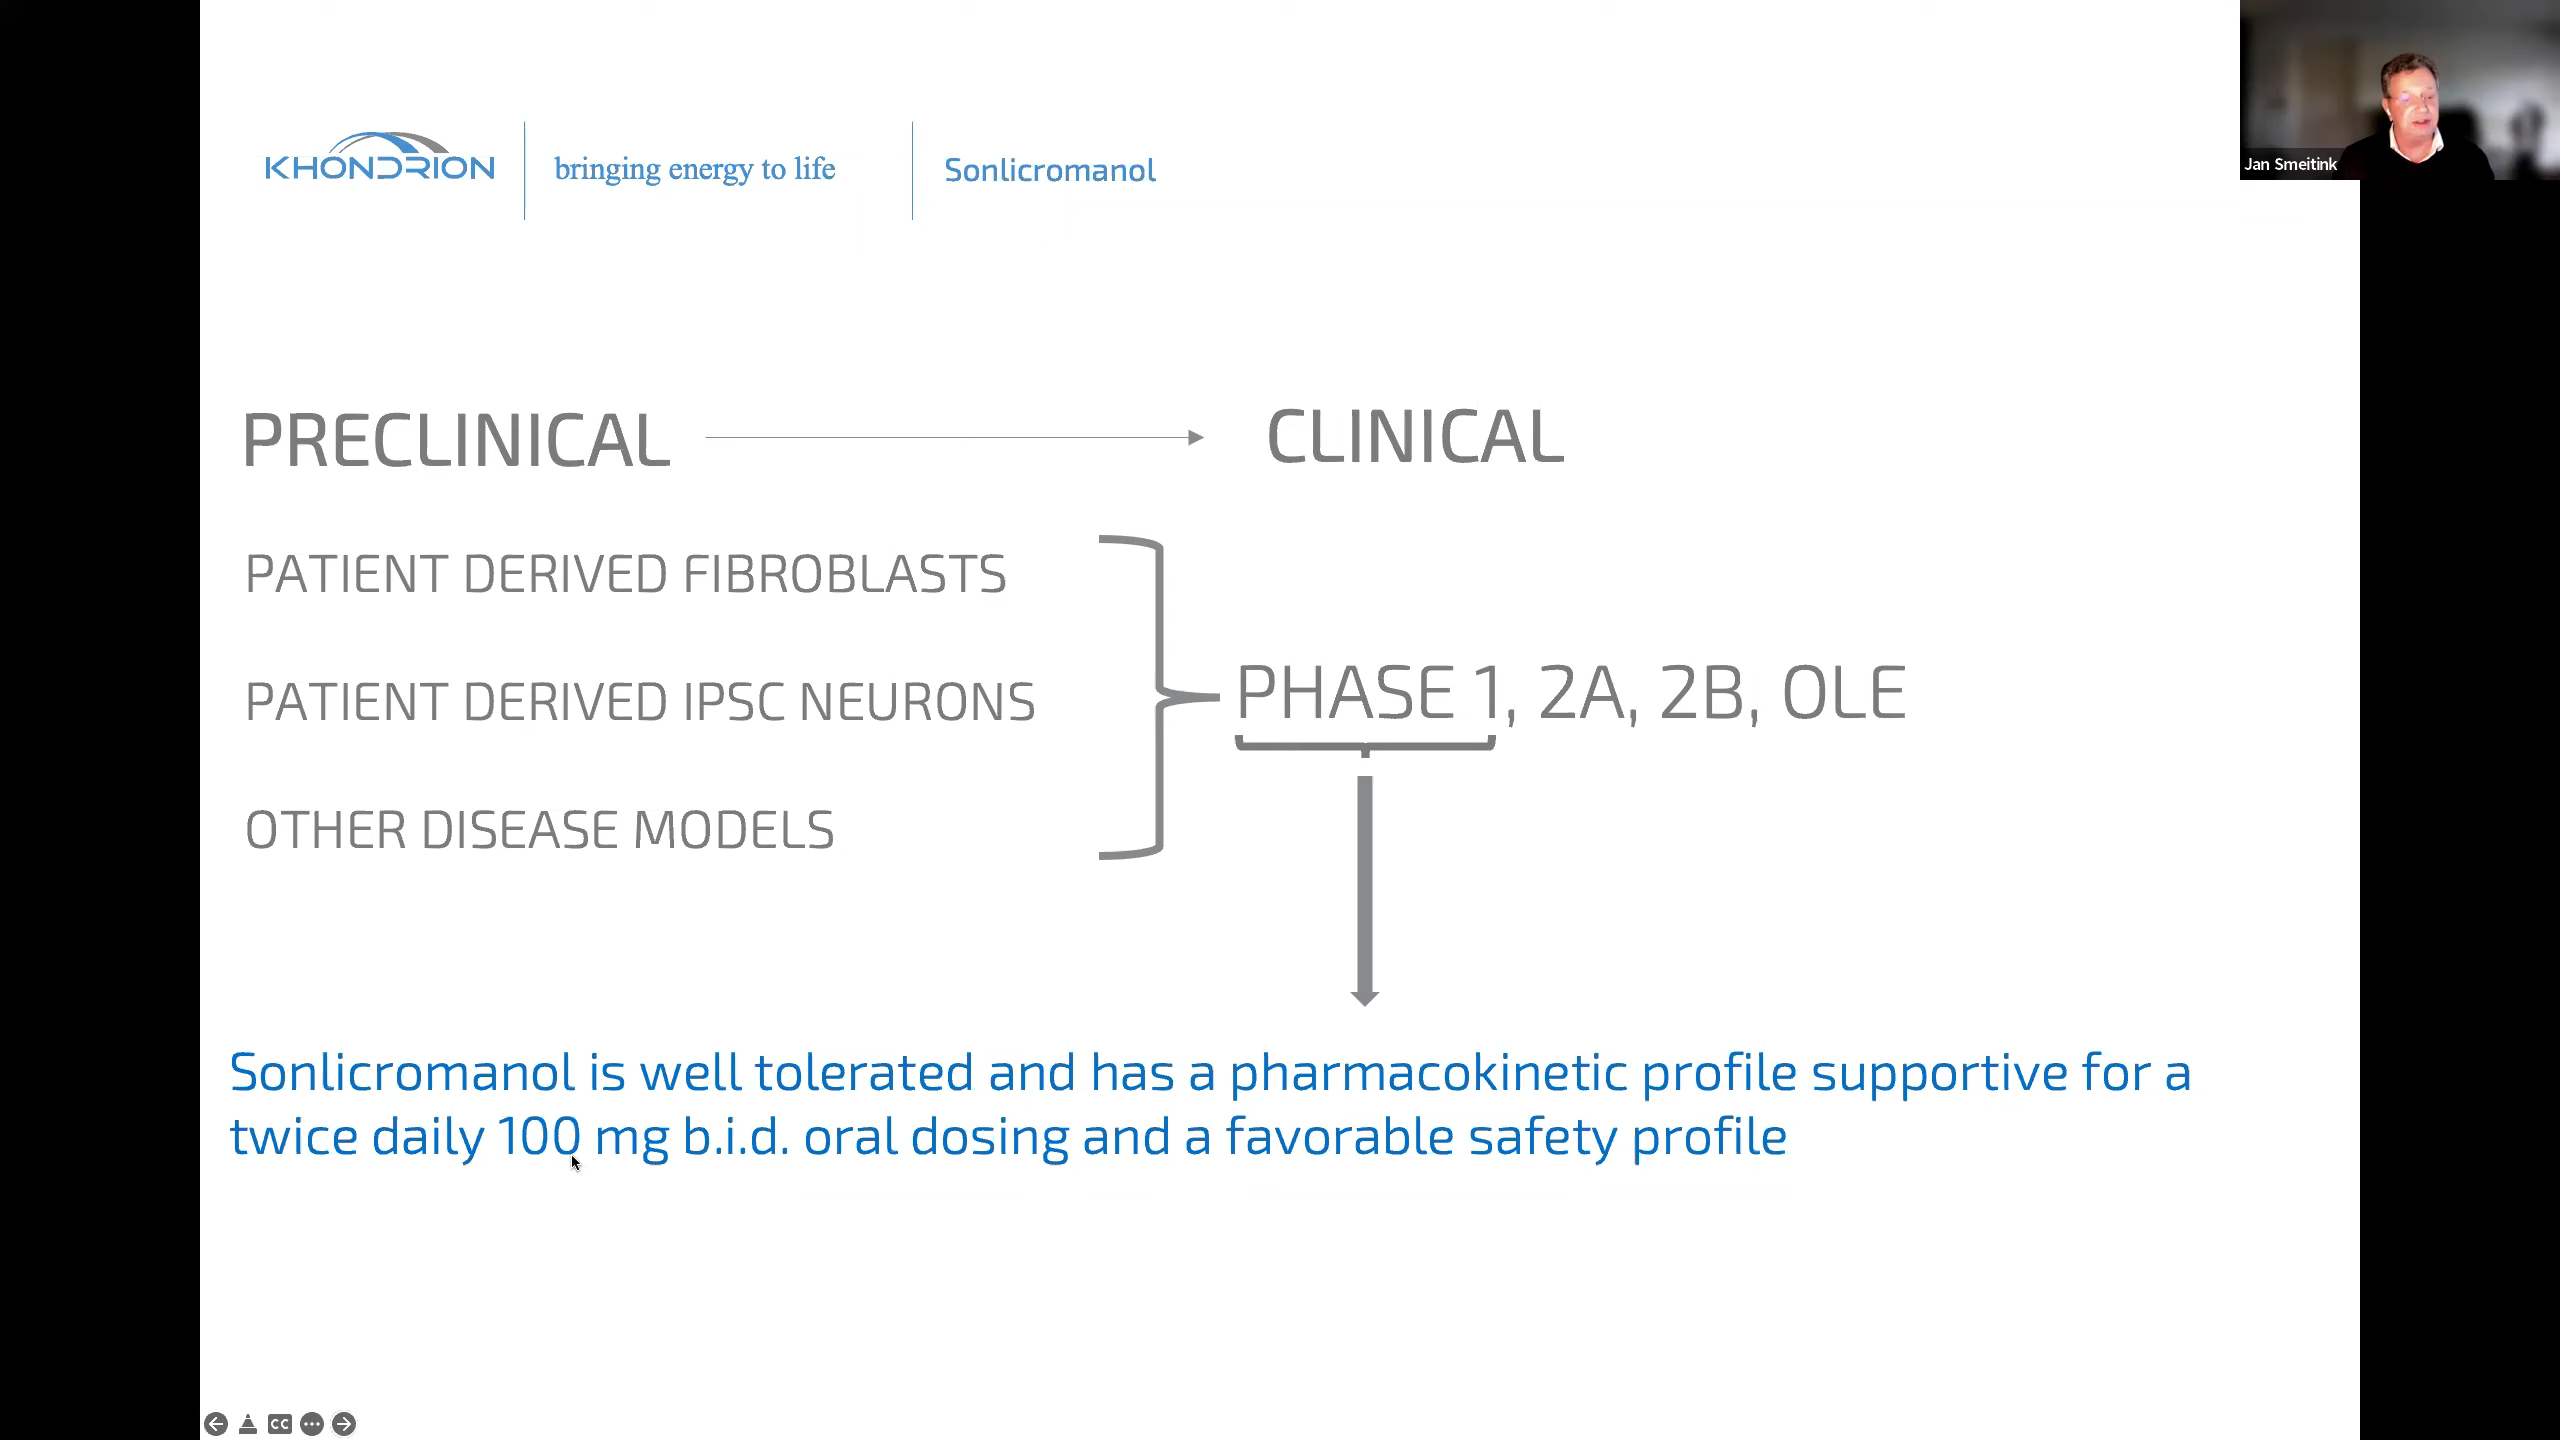 KHONDRION
bringing energy to life
Sonlicromanol
Jan Smeitink
PRECLINICAL
CLINICAL
PATIENT DERIVED FIBROBLASTS
PATIENT DERIVED IPSC NEURONS
OTHER DISEASE MODELS
PHASE 1, 2A, 2B, OLE
Sonlicromanol is well tolerated and has a pharmacokinetic profile supportive for a
twice daily 100 mg b.i.d. oral dosing and a favorable safety profile
CC